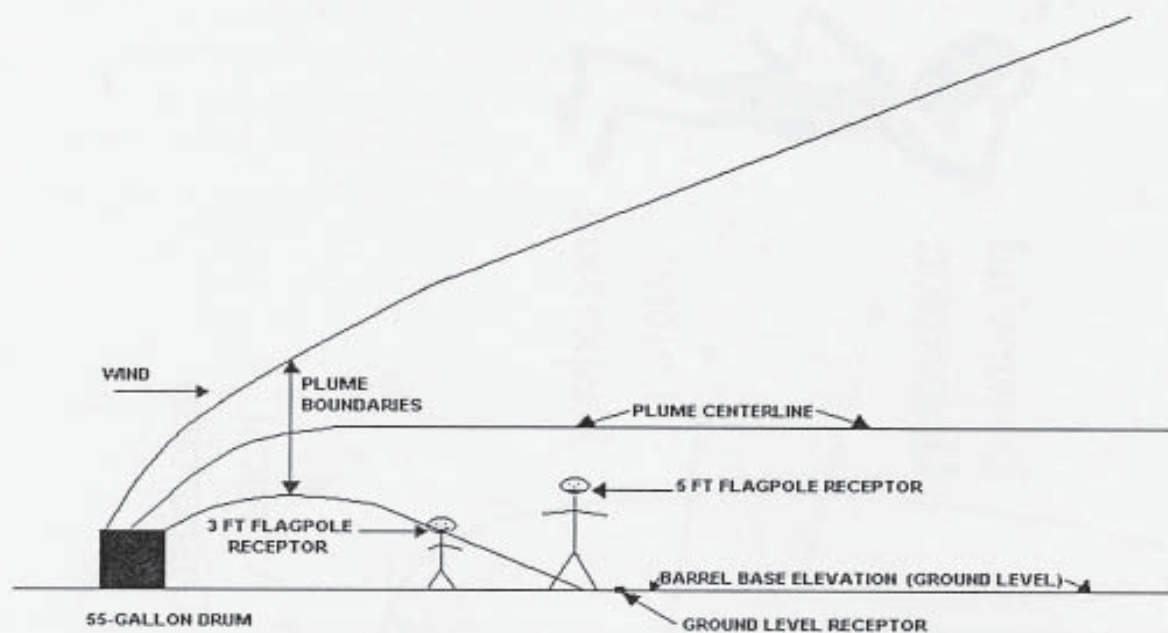 WIND
PLUME
BOUNDARIES
PLUME CENTERLINE
5 FT FLAGPOLE RECEPTOR
3 FT FLAGPOLE
RECEPTOR
BARREL BASE ELEVATION (GROUND LEVEL)
55-GALLON DRUM
GROUND LEVEL RECEPTOR